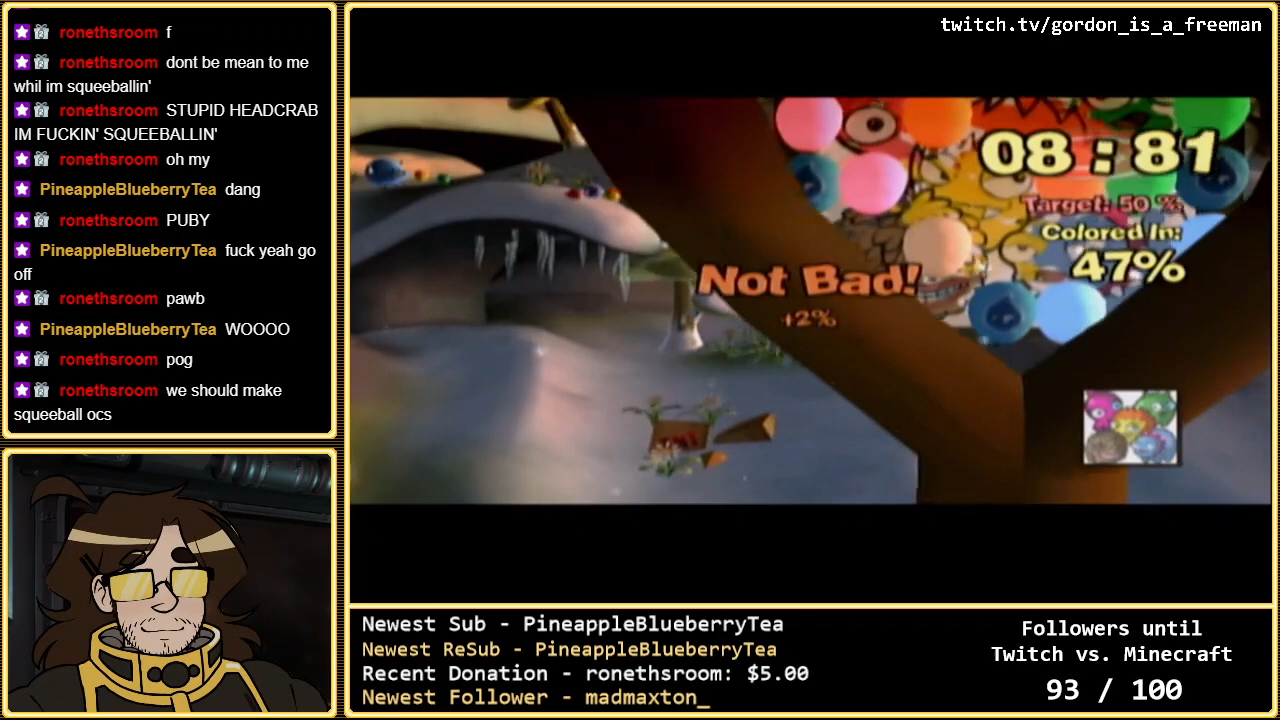 ronethsroom f
ronethsroom dont be mean to me
whil im squeeballin'
ronethsroom STUPID HEADCRAB
IM FUCKIN' SQUEEBALLIN'
ronethsroom oh my
PineappleBlueberryTea dang
ronethsroom PUBY
PineappleBlueberryTea fuck yeah go
off
ronethsroom pawb
PineappleBlueberryTea WOOOO
ronethsroom pog
ronethsroom we should make
squeeball ocs
twitch.tv/gordon_is_a_freeman
08 : 81
Target: 50 %
Colored In:
47%
Not Bad!
+2%
Newest Sub - PineappleBlueberryTea
Newest ReSub - PineappleBlueberryTea
Recent Donation - ronethsroom: $5.00
Newest Follower - madmaxton_
Followers until
Twitch vs. Minecraft
93 / 100